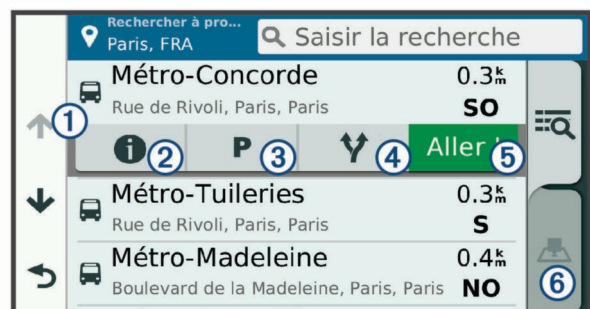 Rechercher à pro...
Paris, FRA
Saisir la recherche
Métro-Concorde 0.3km
Rue de Rivoli, Paris, Paris SO
1
2 P 3 4 Aller ! 5
Métro-Tuileries 0.3km
Rue de Rivoli, Paris, Paris S
Métro-Madeleine 0.4km
Boulevard de la Madeleine, Paris, Paris NO
6